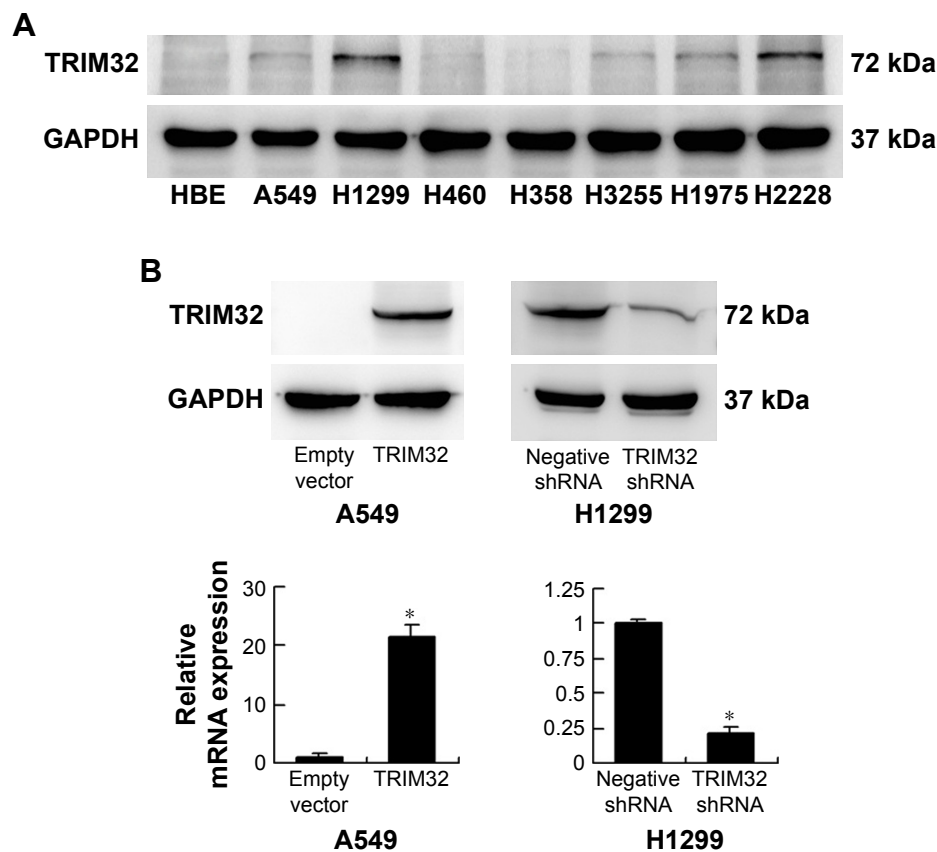 A
TRIM32 72 kDa
GAPDH 37 kDa
HBE A549 H1299 H460 H358 H3255 H1975 H2228
B
TRIM32 72 kDa
GAPDH 37 kDa
Empty vector TRIM32 Negative shRNA TRIM32 shRNA
A549 H1299
Relative mRNA expression
30
20
10
0
*
Empty vector TRIM32
A549
1.25
1
0.75
0.5
0.25
0
*
Negative shRNA TRIM32 shRNA
H1299